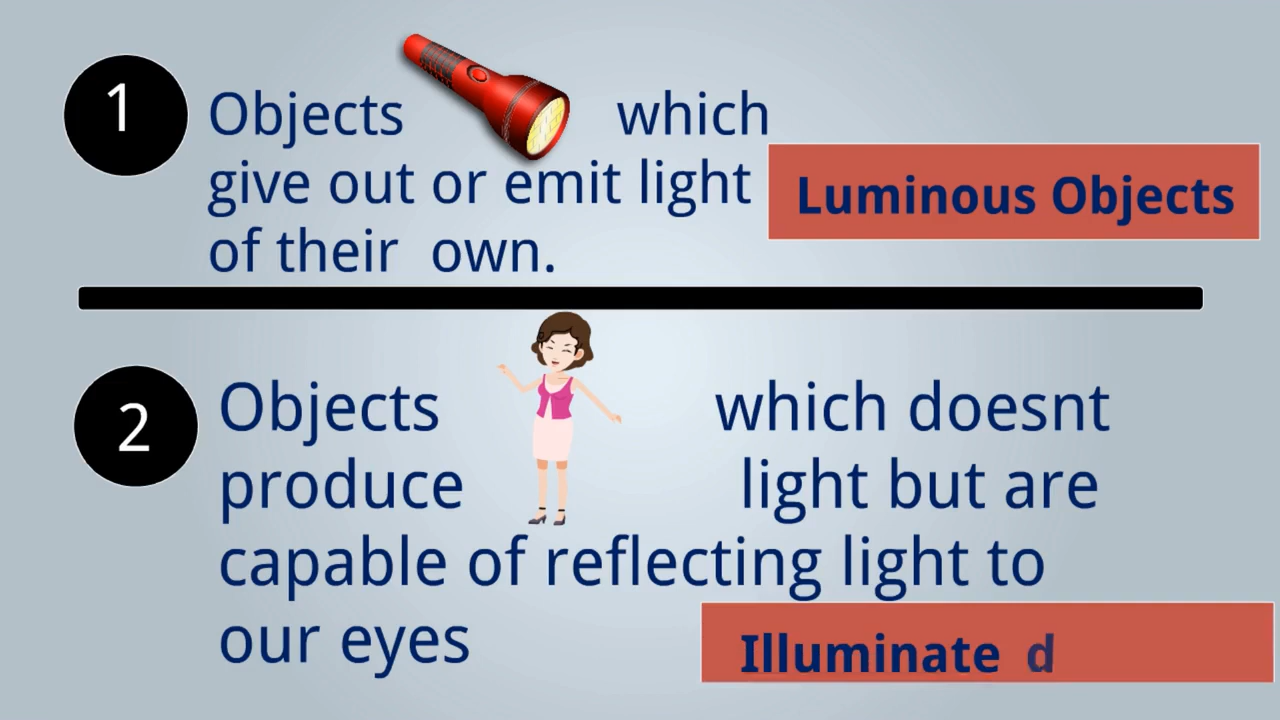 1
Objects which
give out or emit light
of their own.
Luminous Objects
2
Objects which doesnt
produce light but are
capable of reflecting light to
our eyes
Illuminate d